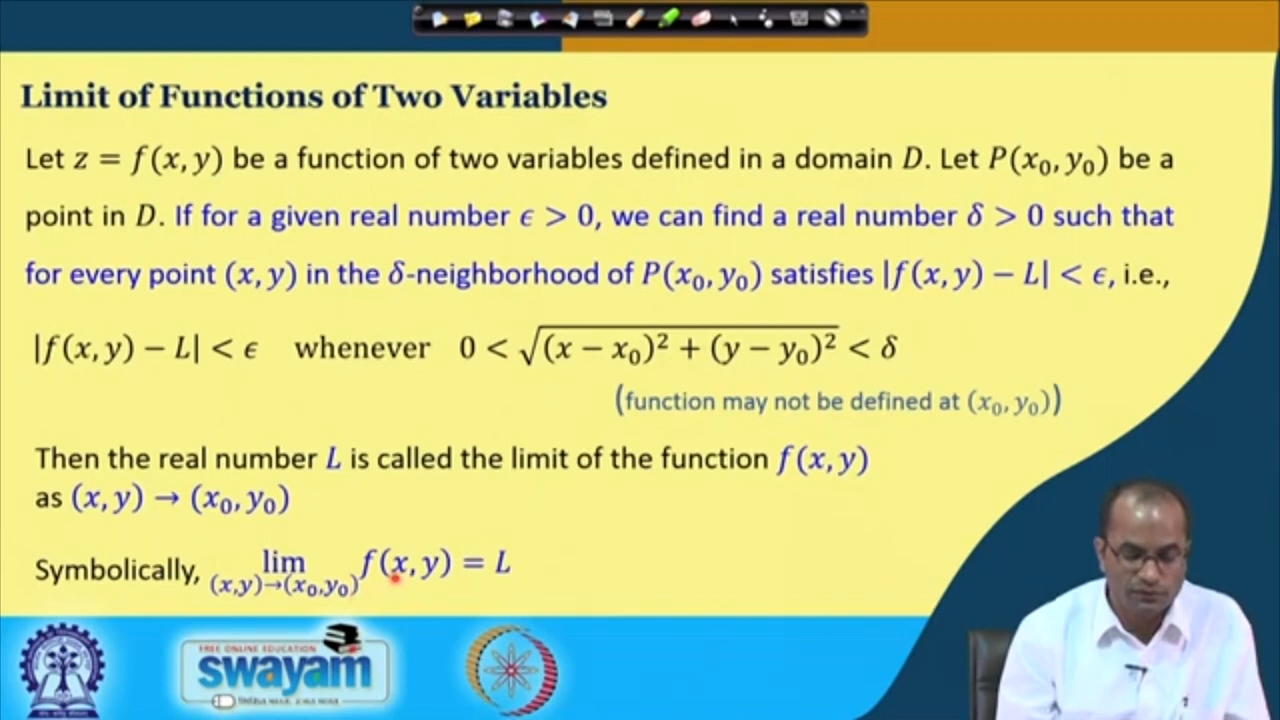 Limit of Functions of Two Variables
Let z = f(x, y) be a function of two variables defined in a domain D. Let P(x₀, y₀) be a
point in D. If for a given real number ϵ > 0, we can find a real number δ > 0 such that
for every point (x, y) in the δ-neighborhood of P(x₀, y₀) satisfies |f(x, y) − L| < ϵ, i.e.,
|f(x, y) − L| < ϵ whenever 0 < √((x − x₀)² + (y − y₀)²) < δ
(function may not be defined at (x₀, y₀))
Then the real number L is called the limit of the function f(x, y)
as (x, y) → (x₀, y₀)
Symbolically, lim (x,y)→(x₀,y₀) f(x, y) = L
FREE ONLINE EDUCATION
swayam